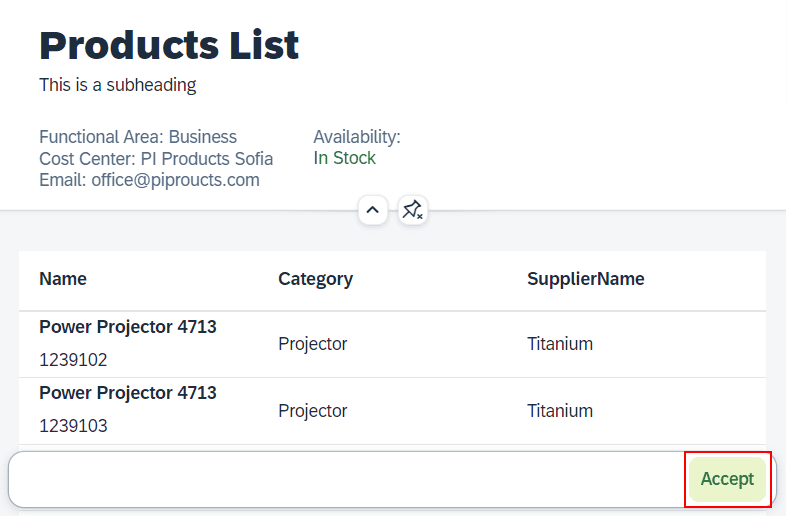 Products List
This is a subheading
Functional Area: Business
Cost Center: PI Products Sofia
Email: office@piproucts.com
Availability:
In Stock
Name Category SupplierName
Power Projector 4713
1239102
Projector
Titanium
Power Projector 4713
1239103
Projector
Titanium
Accept